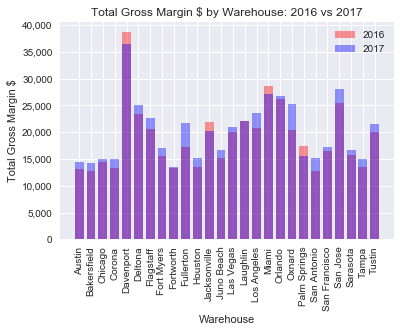 Total Gross Margin $ by Warehouse: 2016 vs 2017
Total Gross Margin $
40,000
35,000
30,000
25,000
20,000
15,000
10,000
5,000
0
2016
2017
Austin
Bakersfield
Chicago
Corona
Davenport
Deltona
Flagstaff
Fort Myers
Fortworth
Fullerton
Houston
Jacksonville
Juno Beach
Las Vegas
Laughlin
Los Angeles
Miami
Orlando
Oxnard
Palm Springs
San Antonio
San Francisco
San Jose
Sarasota
Tampa
Tustin
Warehouse